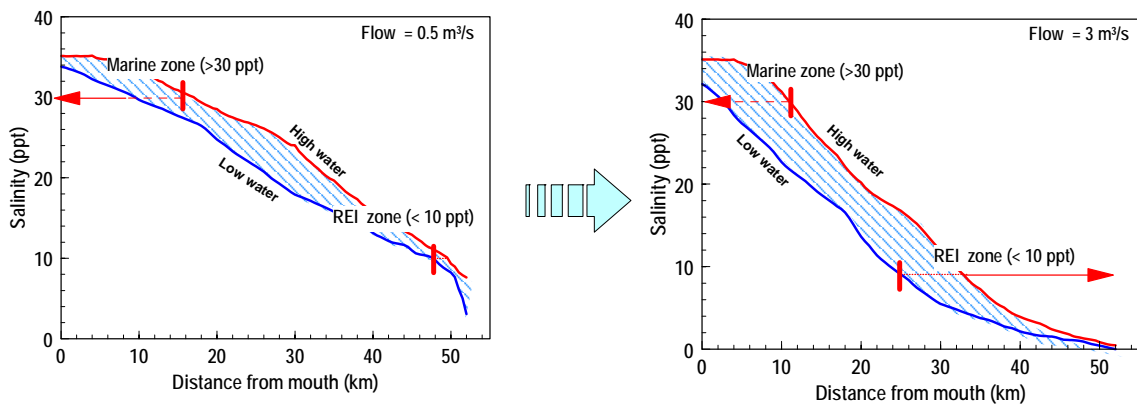 Flow = 0.5 m³/s
Marine zone (>30 ppt)
High water
Low water
REI zone (< 10 ppt)
Salinity (ppt)
40
30
20
10
0
0 10 20 30 40 50
Distance from mouth (km)
Flow = 3 m³/s
Marine zone (>30 ppt)
High water
Low water
REI zone (< 10 ppt)
Salinity (ppt)
40
30
20
10
0
0 10 20 30 40 50
Distance from mouth (km)